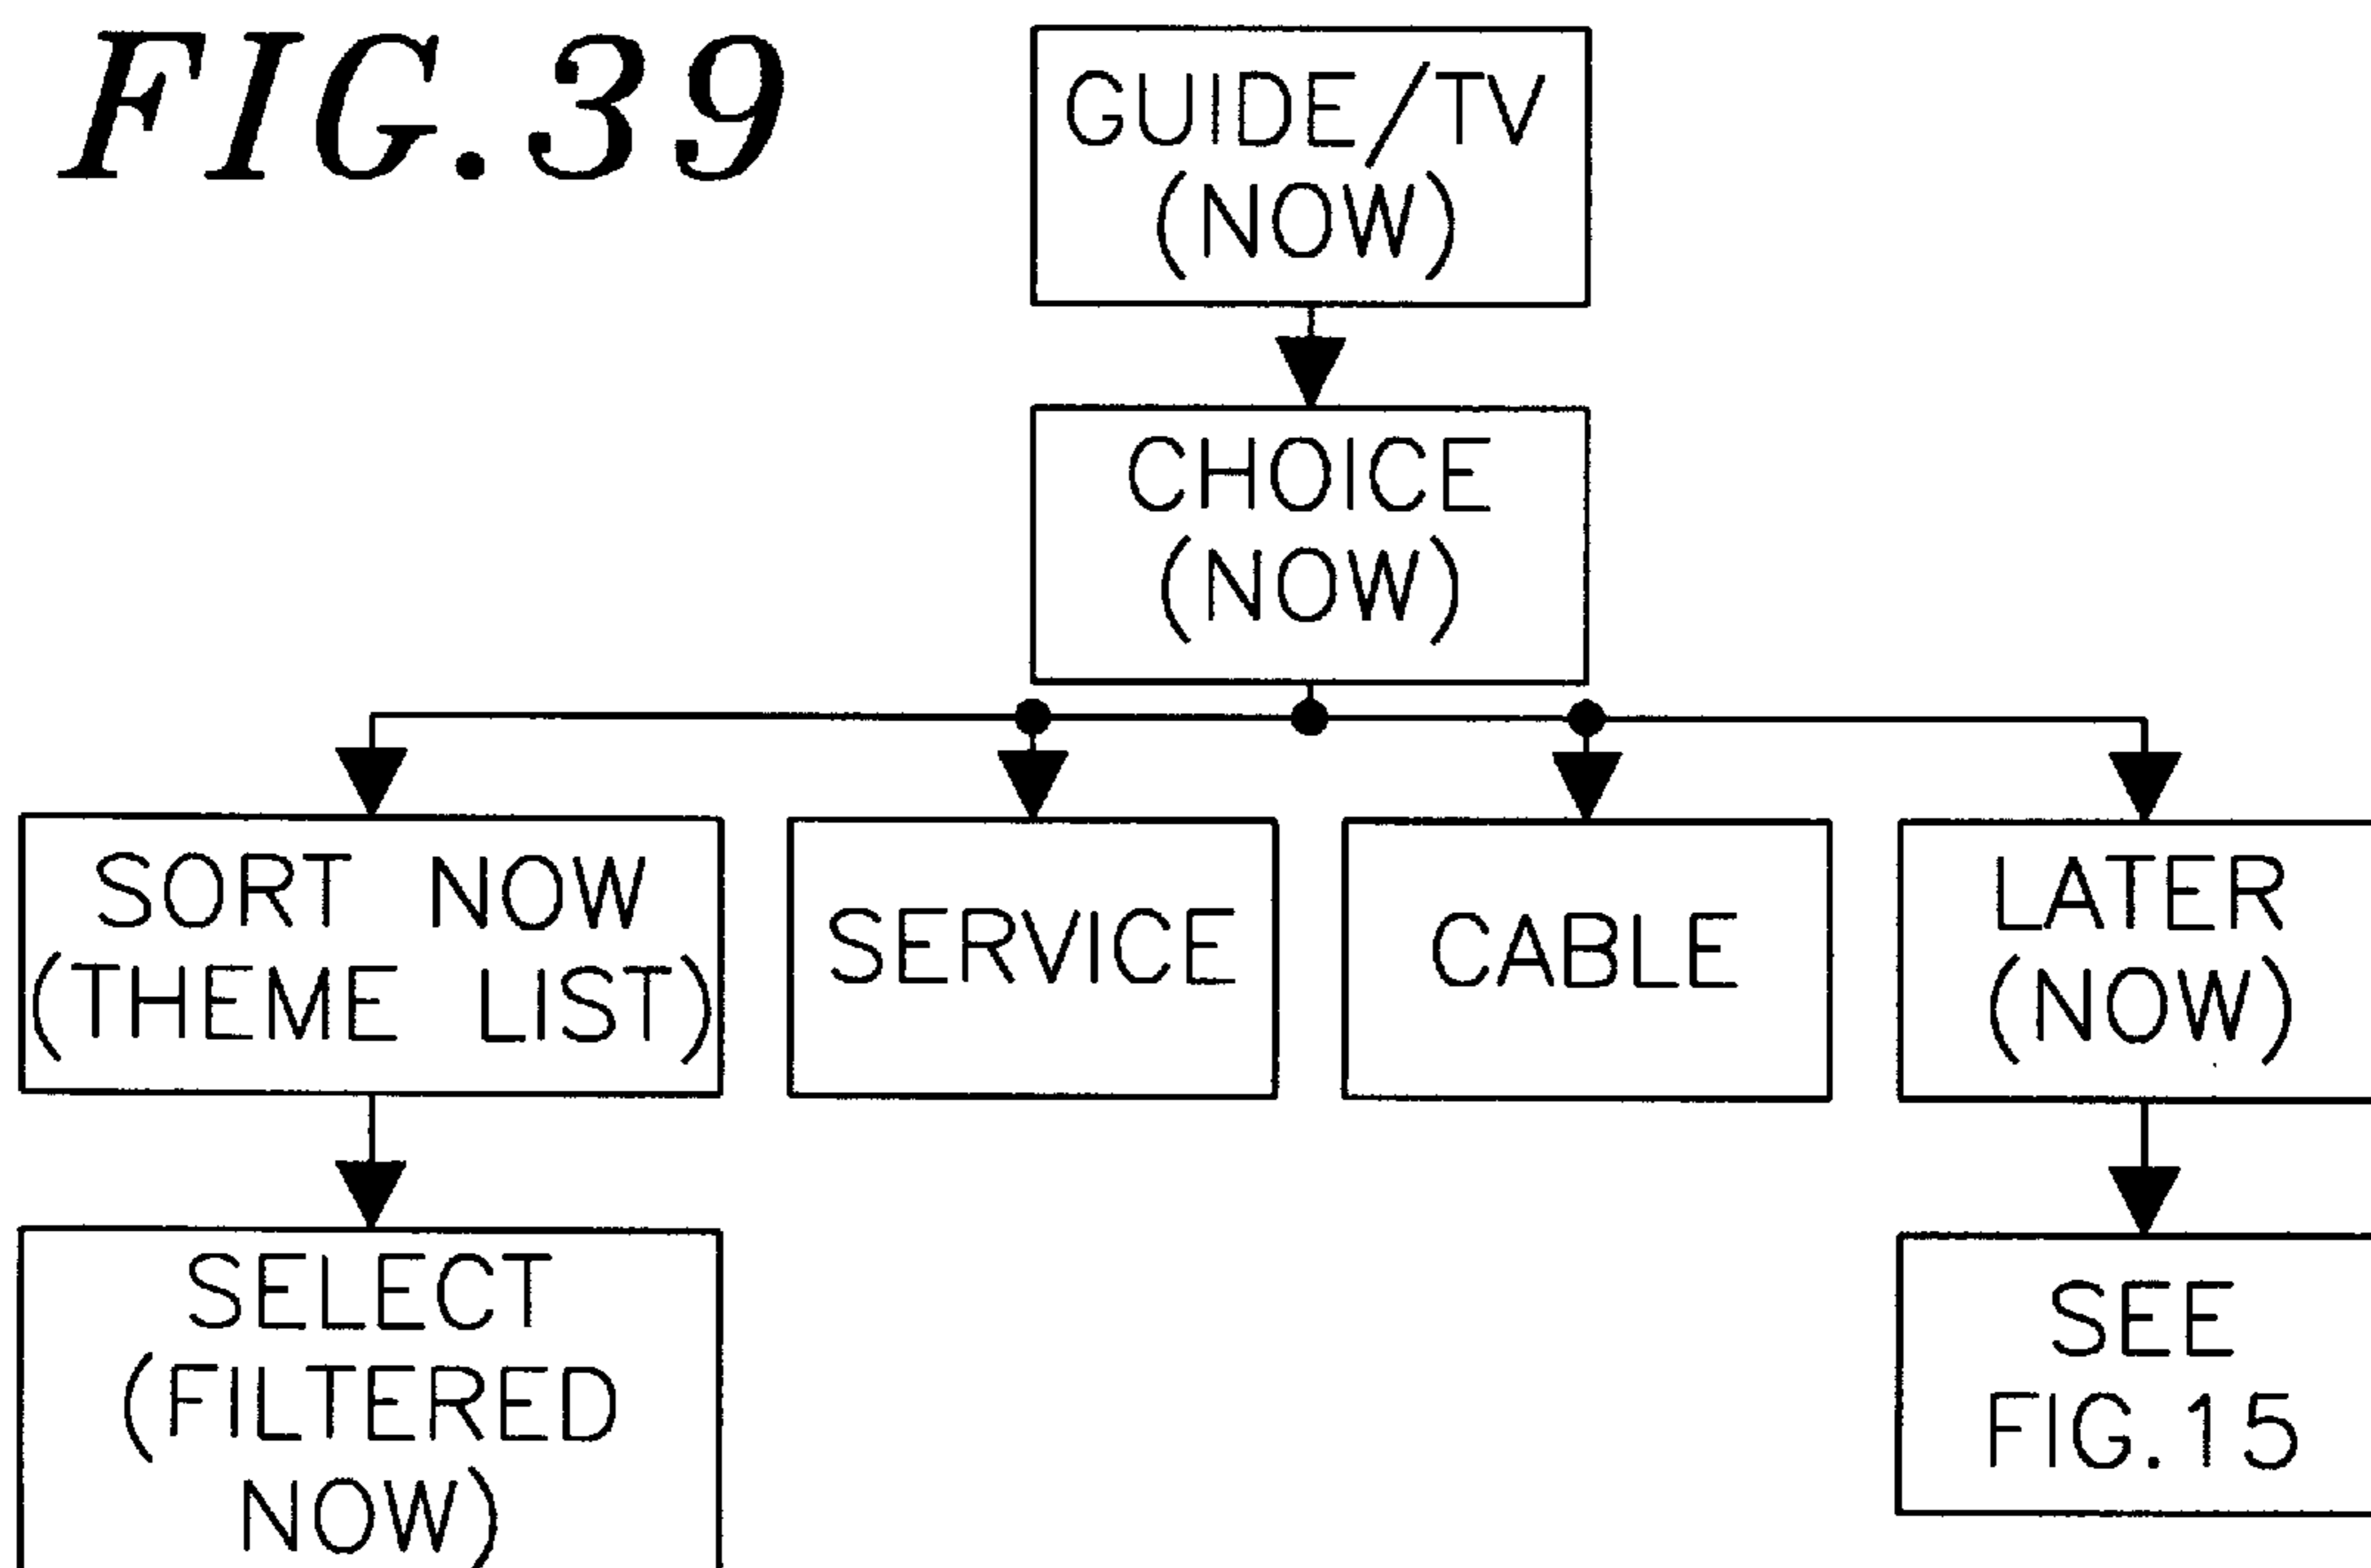 FIG.39
GUIDE/TV
(NOW)
CHOICE
(NOW)
SORT NOW
(THEME LIST)
SERVICE
CABLE
LATER
(NOW)
SELECT
(FILTERED
NOW)
SEE
FIG.15